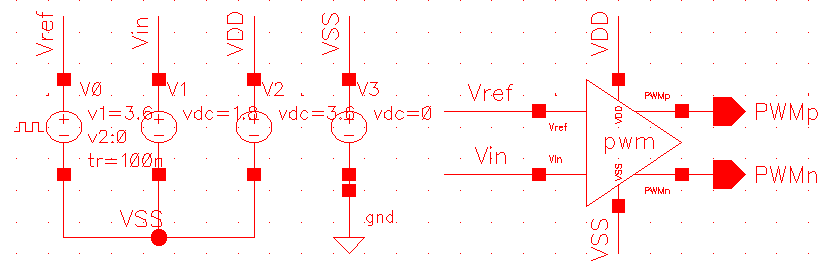 Vref
Vin
VDD
VSS
V0
V1
V2
V3
v1=3.6
vdc=1.8
vdc=3.6
vdc=0
v2:0
tr=100n
VSS
gnd
VDD
Vref
Vref
PWMp
VDD
PWMp
pwm
Vin
Vin
VSS
PWMn
PWMn
VSS